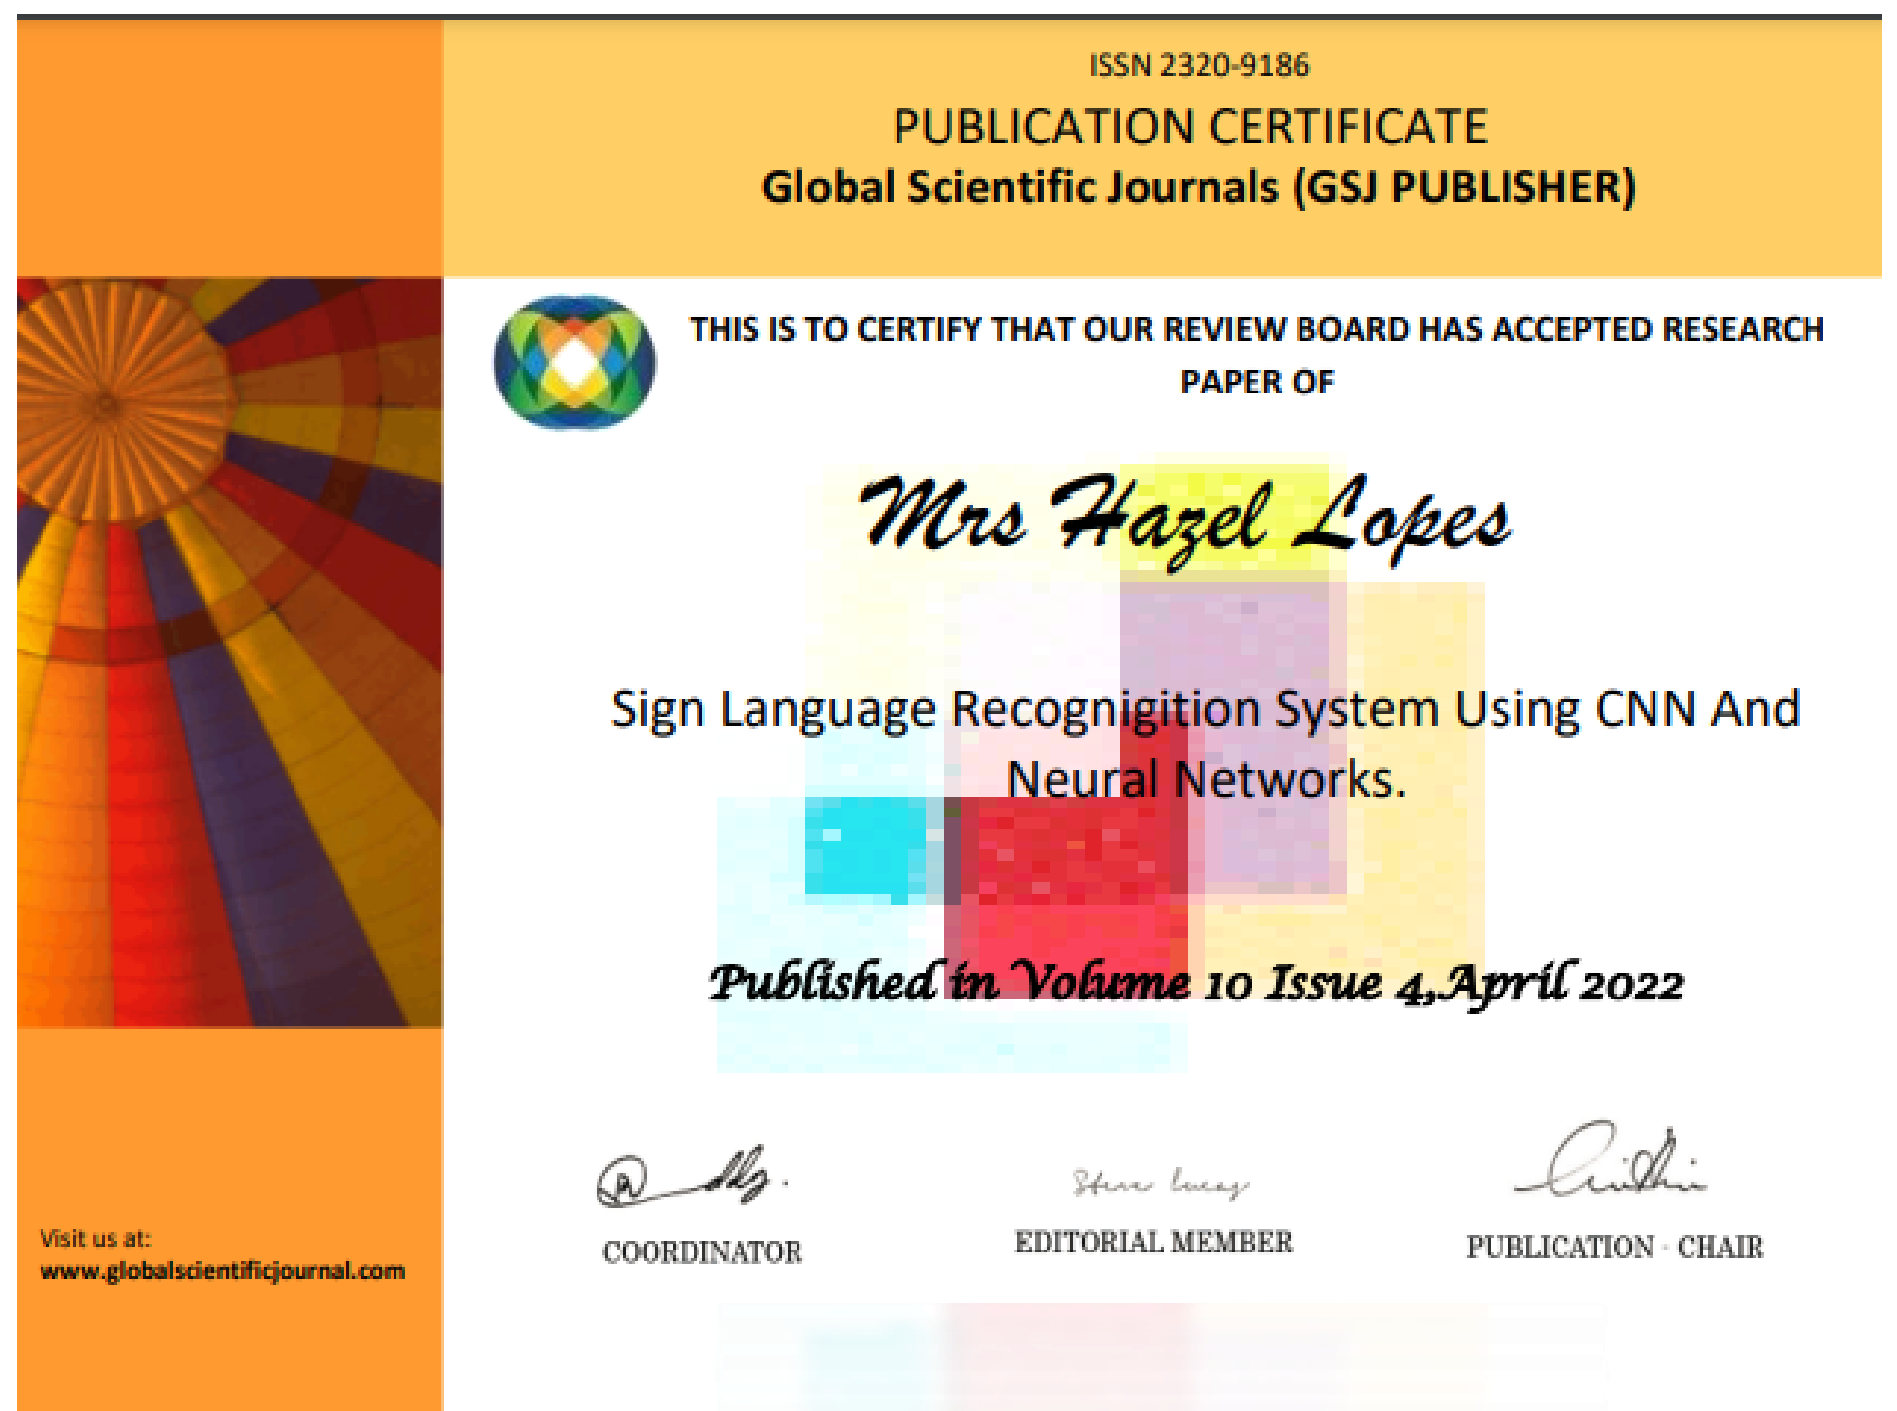 ISSN 2320-9186
PUBLICATION CERTIFICATE
Global Scientific Journals (GSJ PUBLISHER)
THIS IS TO CERTIFY THAT OUR REVIEW BOARD HAS ACCEPTED RESEARCH
PAPER OF
Mrs Hazel Lopes
Sign Language Recognigition System Using CNN And
Neural Networks.
Published in Volume 10 Issue 4,April 2022
Steve Lucas
COORDINATOR
EDITORIAL MEMBER
PUBLICATION - CHAIR
Visit us at:
www.globalscientificjournal.com